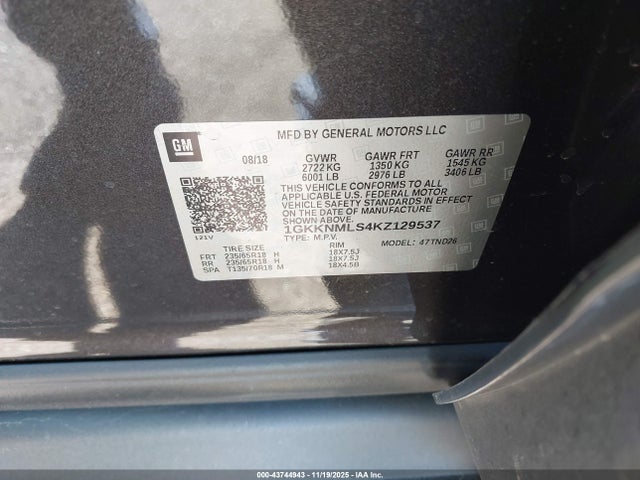 GM
MFD BY GENERAL MOTORS LLC
08/18 GVWR GAWR FRT GAWR RR
2722 KG 1350 KG 1545 KG
6001 LB 2976 LB 3406 LB
THIS VEHICLE CONFORMS TO ALL
APPLICABLE U.S. FEDERAL MOTOR
VEHICLE SAFETY STANDARDS IN EFFECT
ON THE DATE OF MANUFACTURE
SHOWN ABOVE.
1GKKNMLS4KZ129537
121V TYPE: M.P.V. MODEL: 47TND26
TIRE SIZE RIM
FRT 235/65R18 H 18X7.5J
RR 235/65R18 H 18X7.5J
SPA T135/70R18 M 18X4.5B
000-43744943 - 11/19/2025 - IAA Inc.